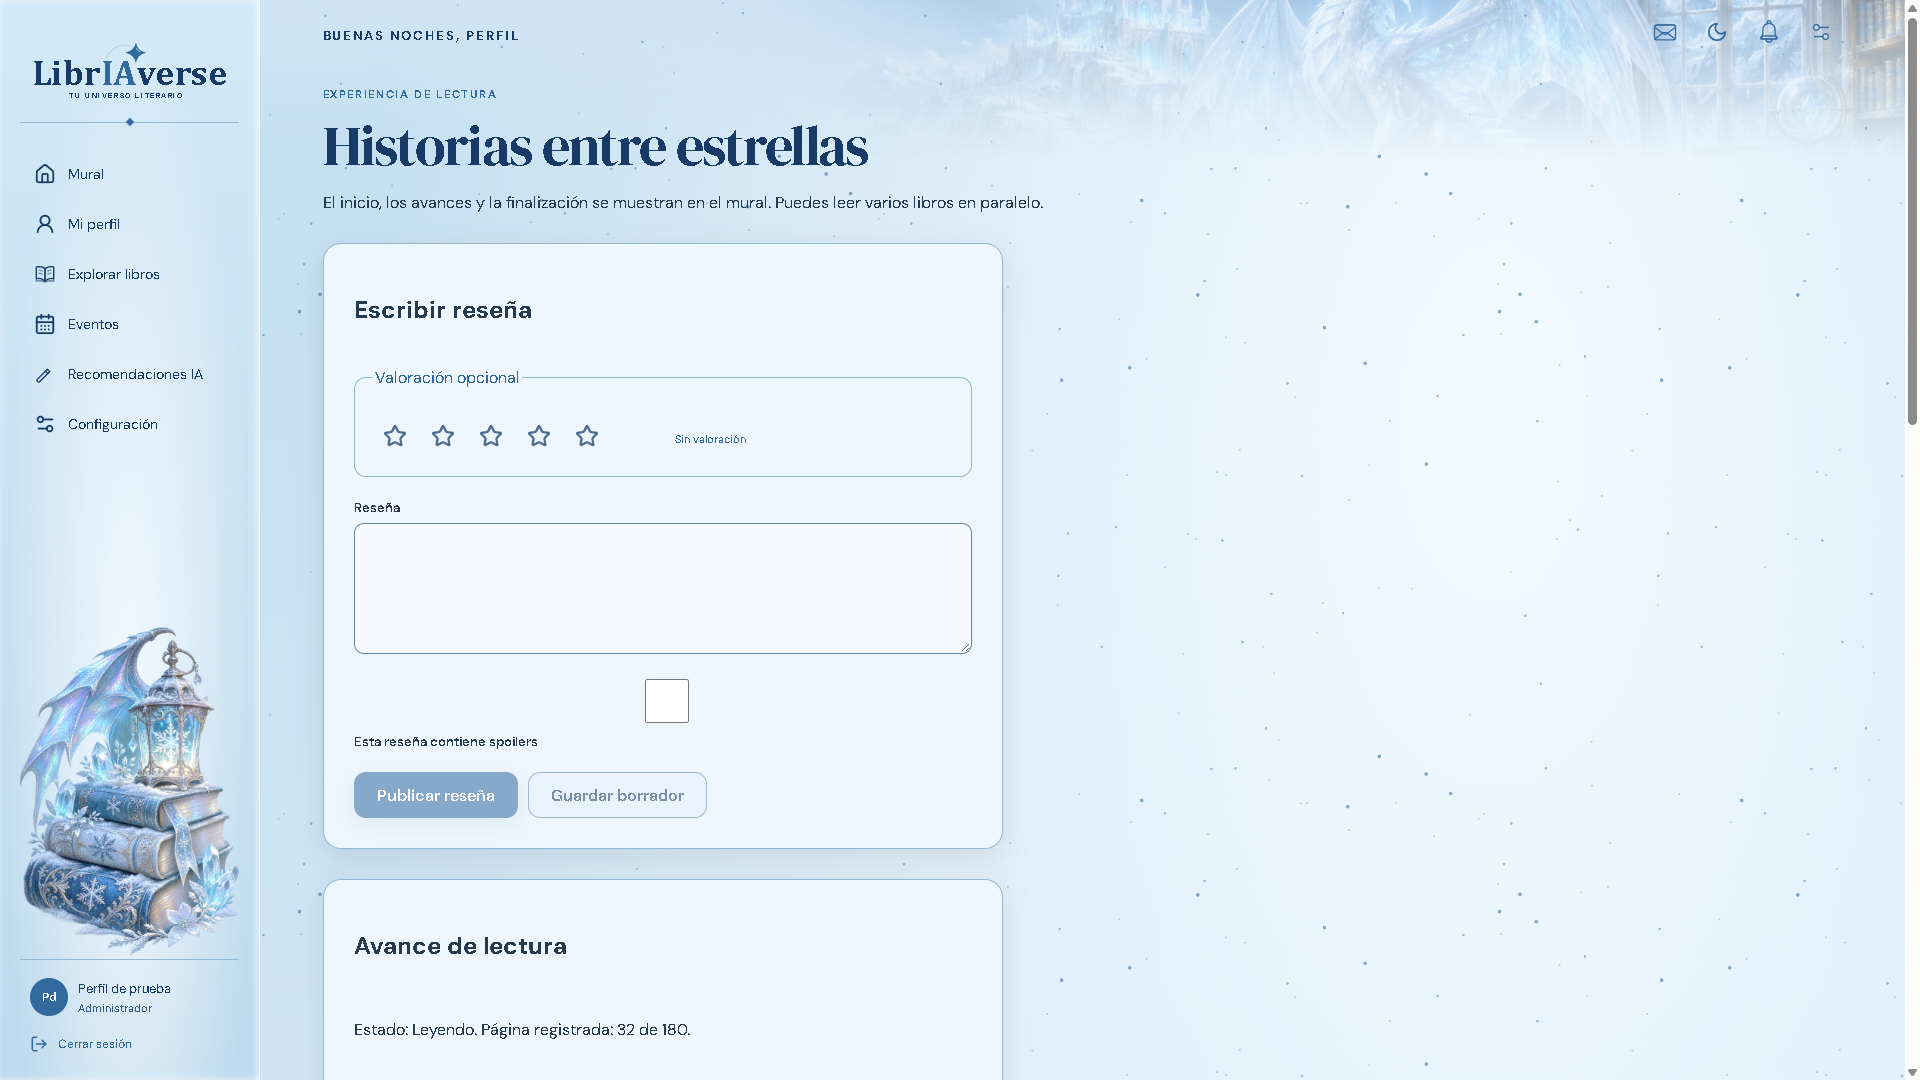 LibrIAverse
TU UNIVERSO LITERARIO
Mural
Mi perfil
Explorar libros
Eventos
Recomendaciones IA
Configuración
Pd
Perfil de prueba
Administrador
Cerrar sesión
BUENAS NOCHES, PERFIL
EXPERIENCIA DE LECTURA
Historias entre estrellas
El inicio, los avances y la finalización se muestran en el mural. Puedes leer varios libros en paralelo.
Escribir reseña
Valoración opcional
Sin valoración
Reseña
Esta reseña contiene spoilers
Publicar reseña
Guardar borrador
Avance de lectura
Estado: Leyendo. Página registrada: 32 de 180.